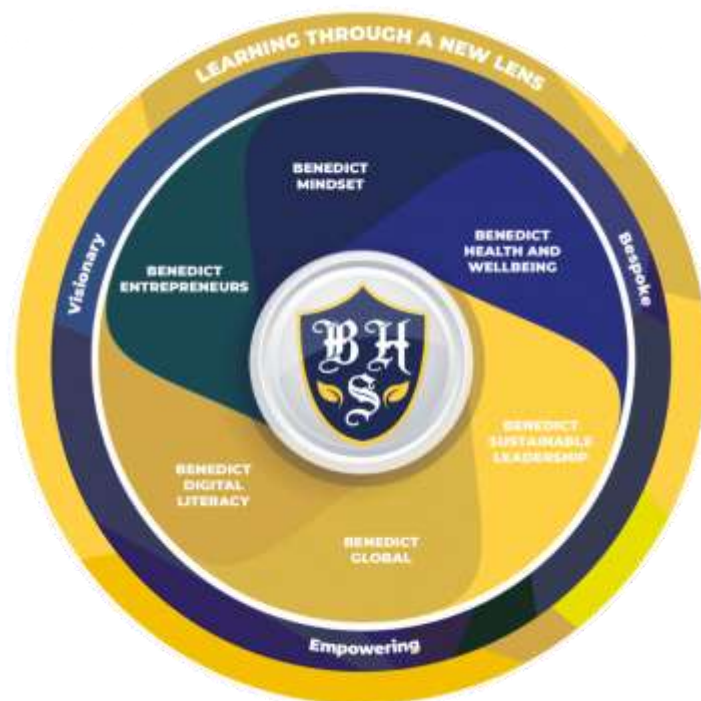 LEARNING THROUGH A NEW LENS
Visionary
Bespoke
Empowering
BENEDICT
MINDSET
BENEDICT
HEALTH AND
WELLBEING
BENEDICT
ENTREPRENEURS
BENEDICT
SUSTAINABLE
LEADERSHIP
BENEDICT
DIGITAL
LITERACY
BENEDICT
GLOBAL
B H
S